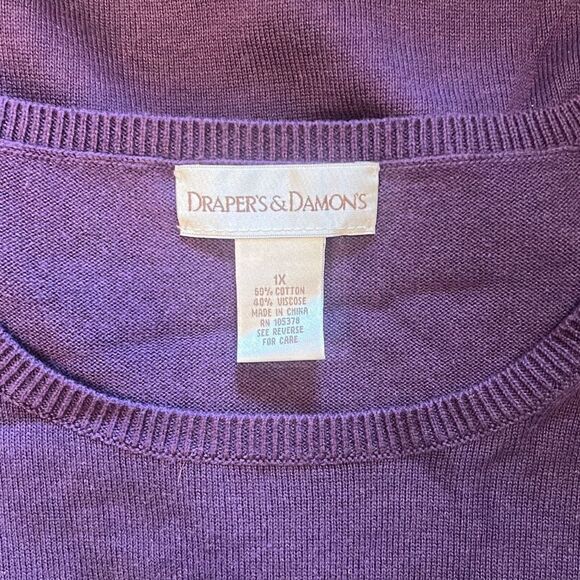 DRAPER'S & DAMON'S
1X
60% COTTON
40% VISCOSE
MADE IN CHINA
RN 105378
SEE REVERSE
FOR CARE